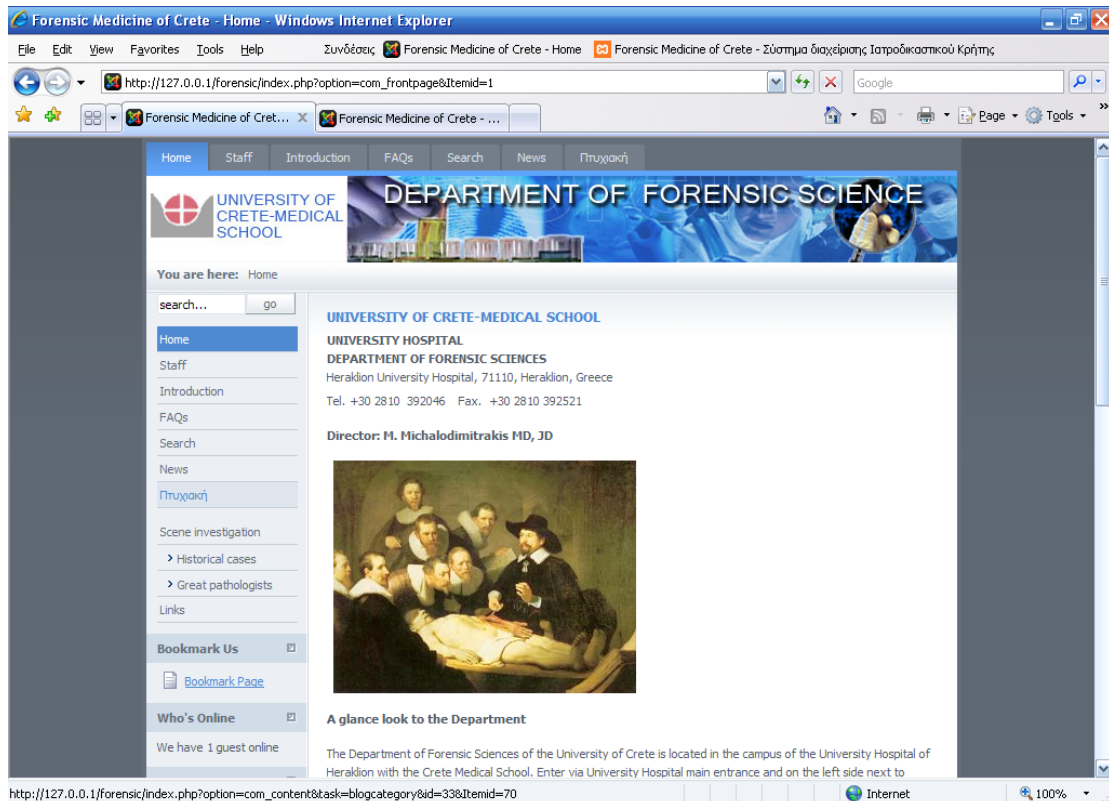 Forensic Medicine of Crete - Home - Windows Internet Explorer
File Edit View Favorites Tools Help Συνδέσεις Forensic Medicine of Crete - Home Forensic Medicine of Crete - Σύστημα διαχείρισης Ιατροδικαστικού Κρήτης
http://127.0.0.1/forensic/index.php?option=com_frontpage&Itemid=1 Google
Forensic Medicine of Cret... Forensic Medicine of Crete - ... Page Tools
Home Staff Introduction FAQs Search News Πτυχιακή
UNIVERSITY OF
CRETE-MEDICAL
SCHOOL
DEPARTMENT OF FORENSIC SCIENCE
You are here: Home
search... go
Home
Staff
Introduction
FAQs
Search
News
Πτυχιακή
Scene investigation
Historical cases
Great pathologists
Links
Bookmark Us
Bookmark Page
Who's Online
We have 1 guest online
UNIVERSITY OF CRETE-MEDICAL SCHOOL
UNIVERSITY HOSPITAL
DEPARTMENT OF FORENSIC SCIENCES
Heraklion University Hospital, 71110, Heraklion, Greece
Tel. +30 2810 392046 Fax. +30 2810 392521
Director: M. Michalodimitrakis MD, JD
A glance look to the Department
The Department of Forensic Sciences of the University of Crete is located in the campus of the University Hospital of
Heraklion with the Crete Medical School. Enter via University Hospital main entrance and on the left side next to
http://127.0.0.1/forensic/index.php?option=com_content&task=blogcategory&id=33&Itemid=70 Internet 100%